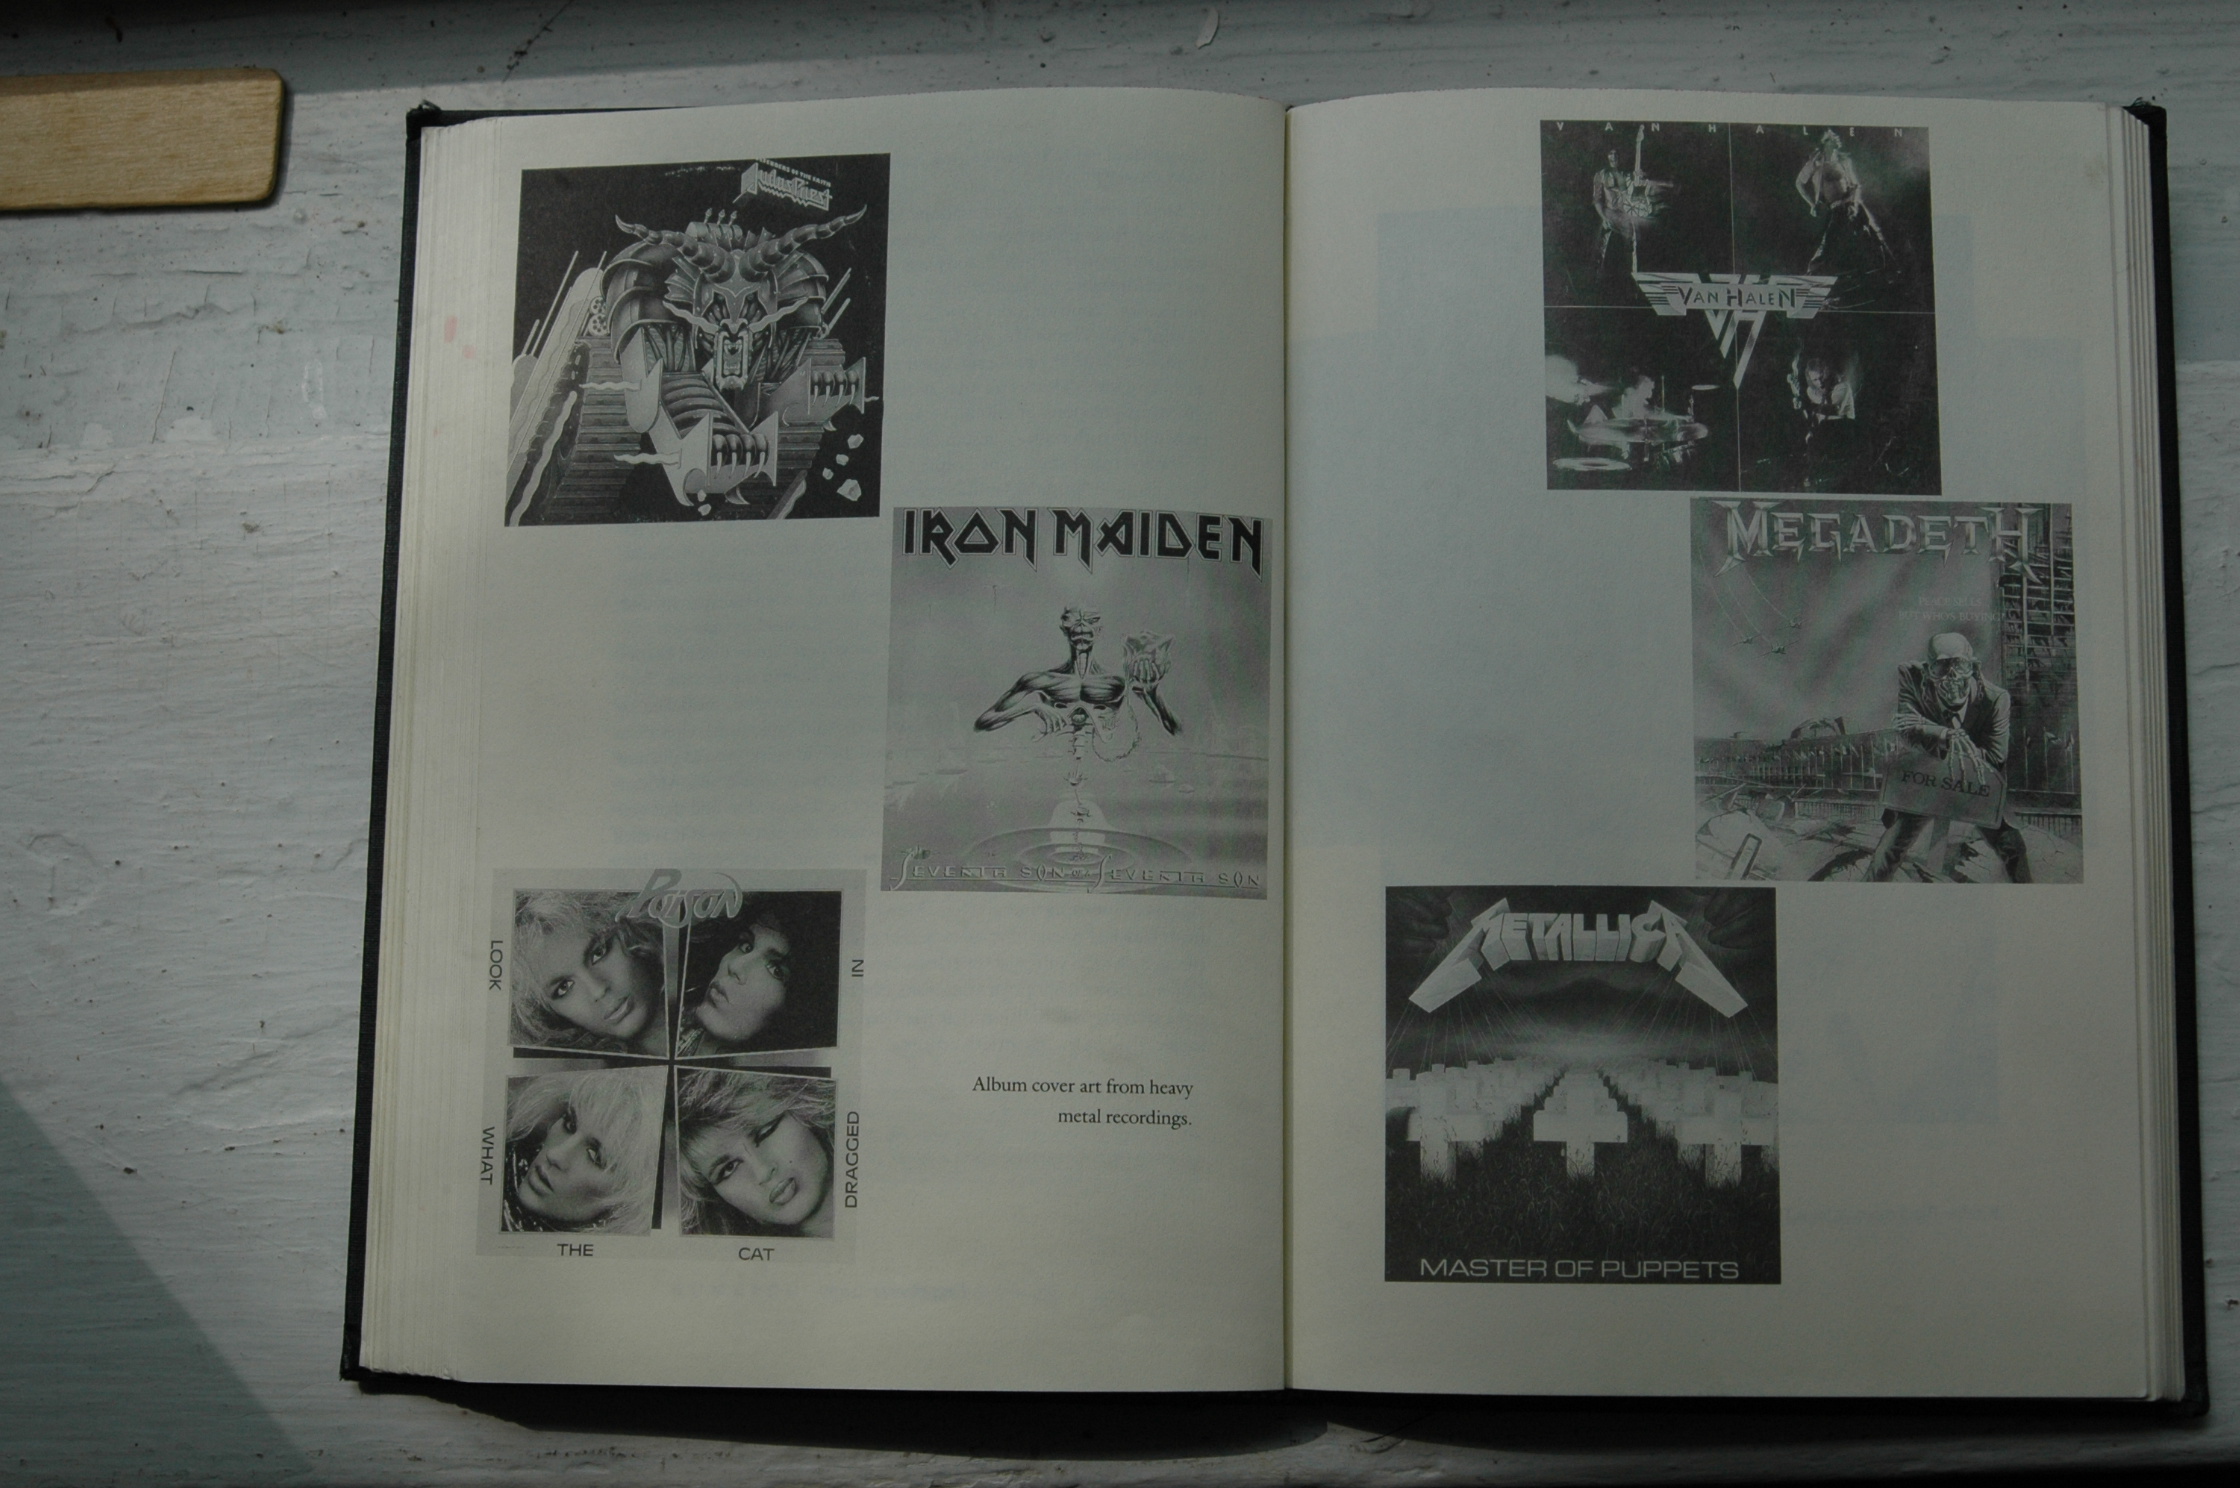 DEFENDERS OF THE FAITH
Judas Priest
IRON MAIDEN
SEVENTH SON OF A SEVENTH SON
POISON
LOOK
WHAT
THE
CAT
DRAGGED
IN
Album cover art from heavy
metal recordings.
VAN HALEN
VAN HALEN
MEGADETH
FOR SALE
METALLICA
MASTER OF PUPPETS